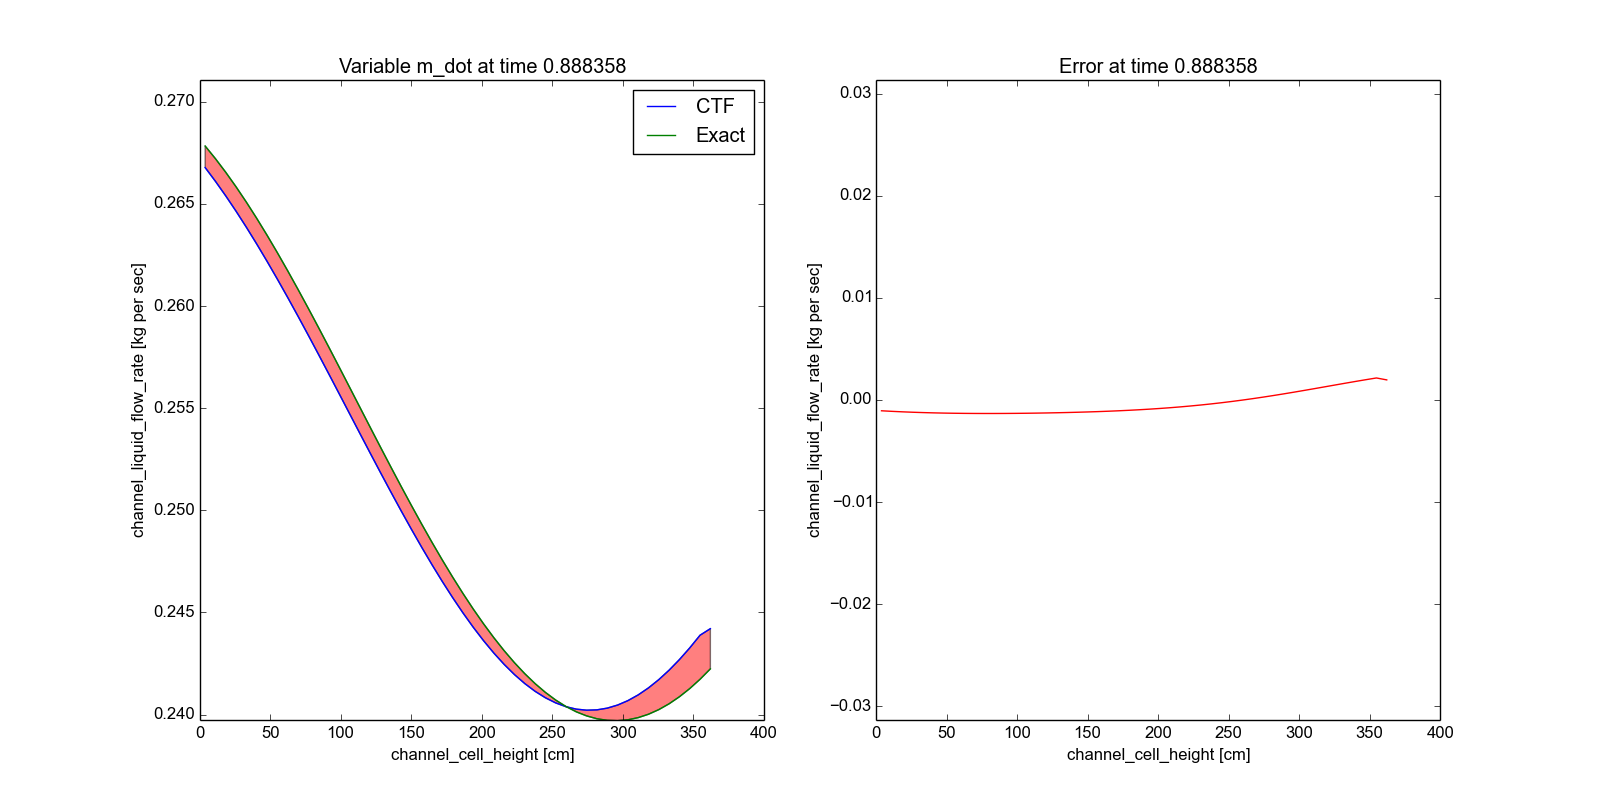 Variable m_dot at time 0.888358
CTF
Exact
0.270
0.265
0.260
0.255
0.250
0.245
0.240
channel_liquid_flow_rate [kg per sec]
0 50 100 150 200 250 300 350 400
channel_cell_height [cm]
Error at time 0.888358
0.03
0.02
0.01
0.00
−0.01
−0.02
−0.03
channel_liquid_flow_rate [kg per sec]
0 50 100 150 200 250 300 350 400
channel_cell_height [cm]